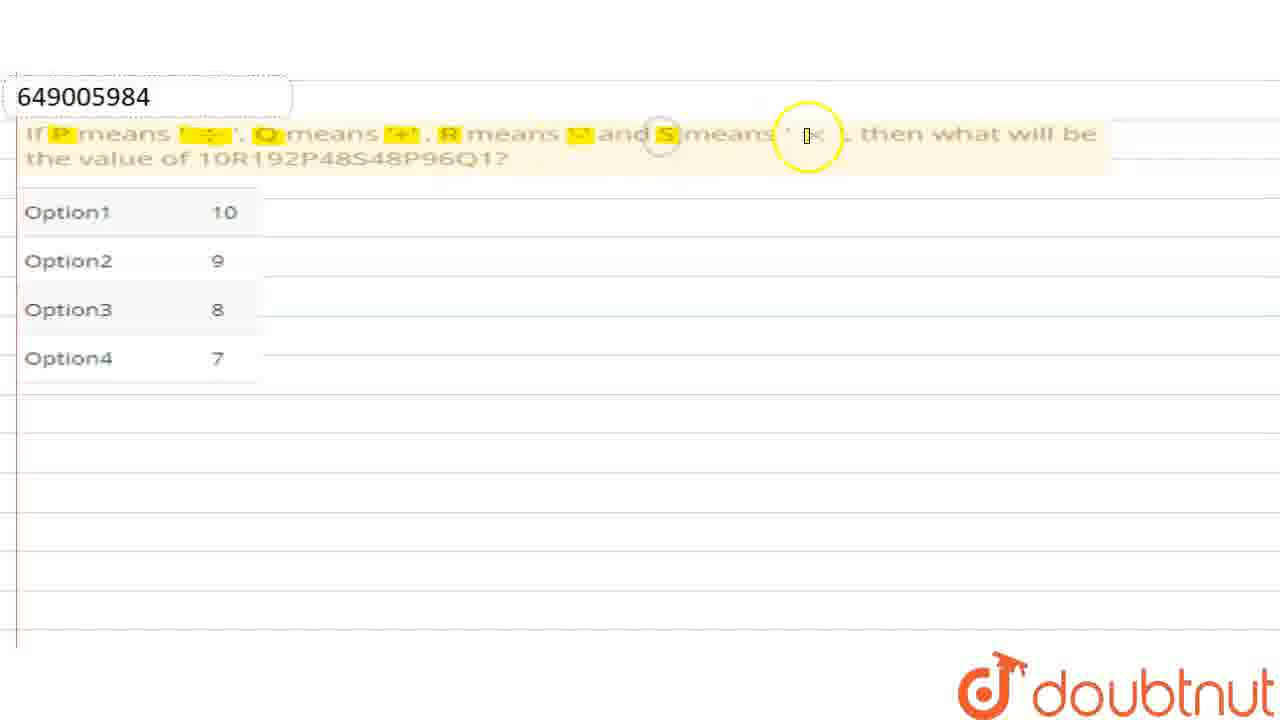 649005984
If P means ' ÷ ', Q means '+', R means '-' and S means ' × ', then what will be
the value of 10R192P48S48P96Q1?
Option1 10
Option2 9
Option3 8
Option4 7
doubtnut